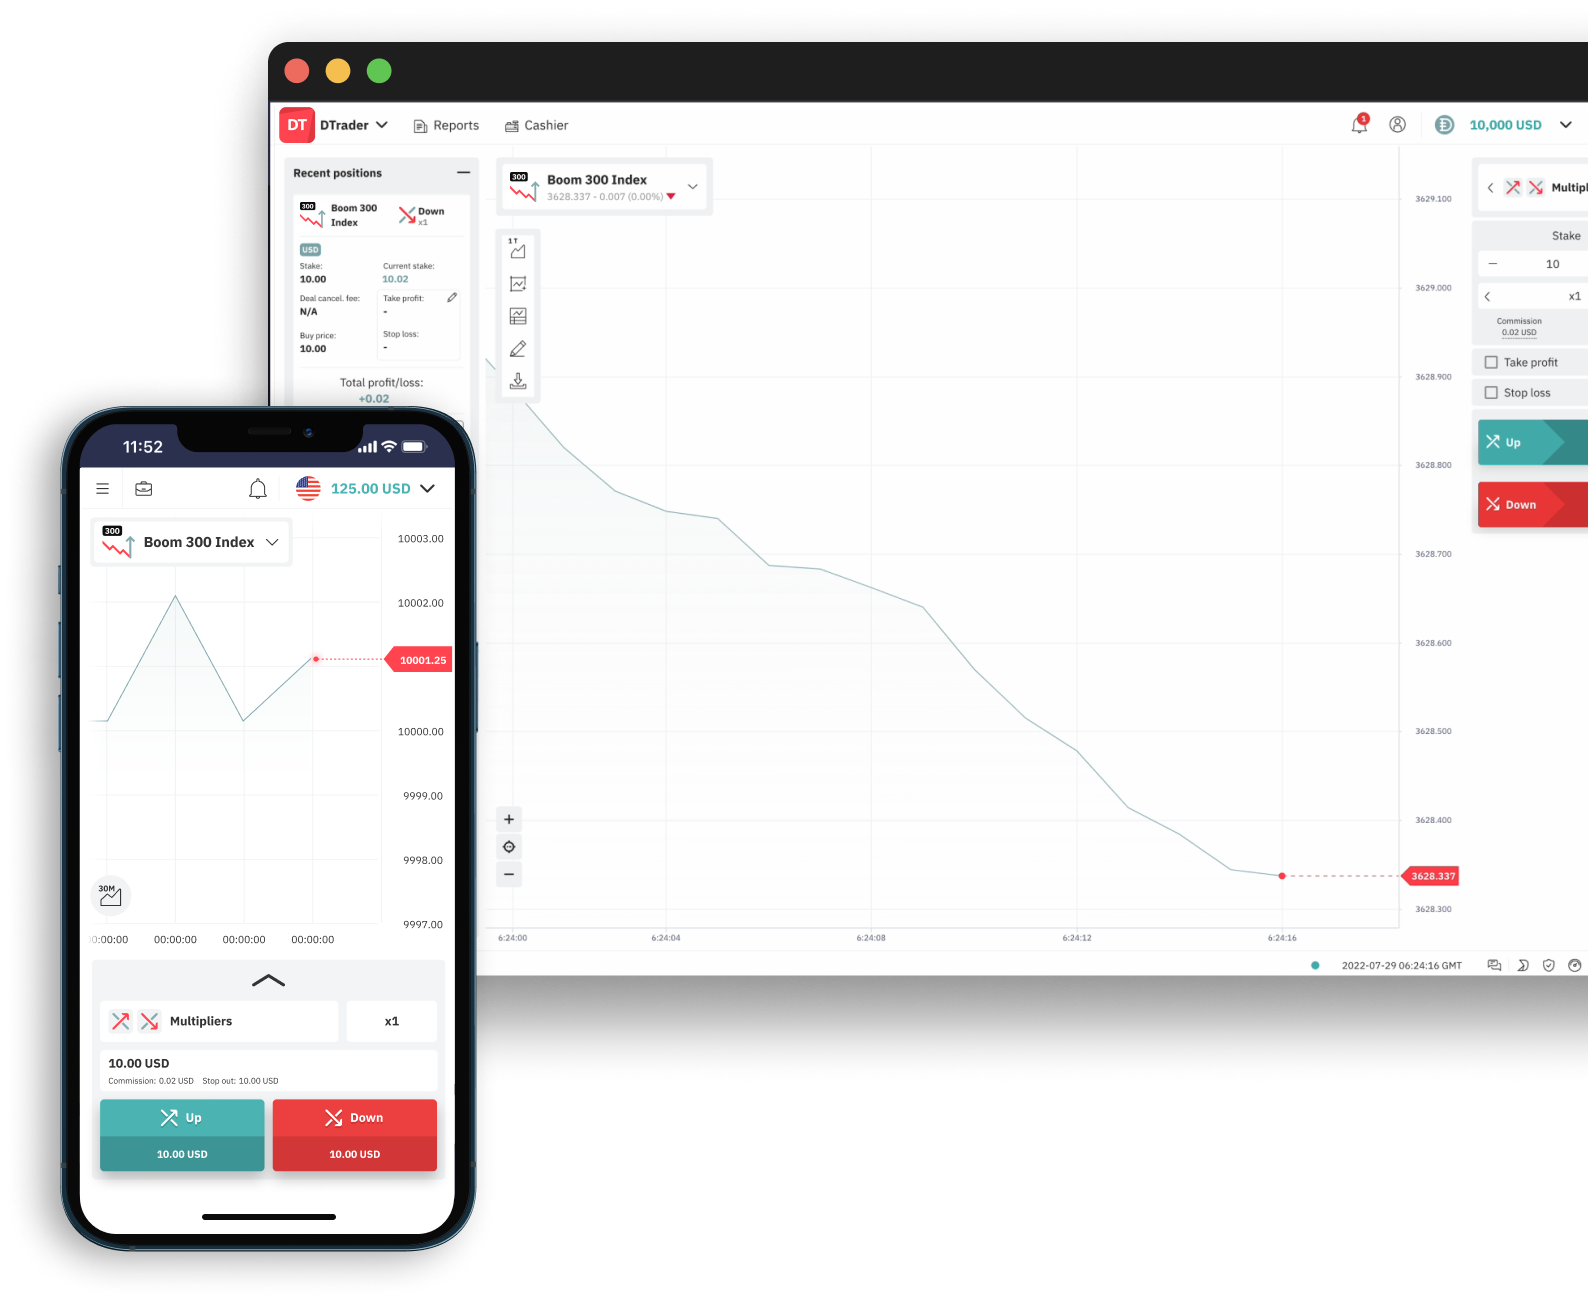 DT DTrader Reports Cashier 1 10,000 USD
Recent positions
300 Boom 300 Index
Down
x1
USD
Stake:
10.00
Current stake:
10.02
Deal cancel. fee:
N/A
Take profit:
-
Buy price:
10.00
Stop loss:
-
Total profit/loss:
+0.02
300 Boom 300 Index
3628.337 - 0.007 (0.00%)
1T
3629.100
3629.000
3628.900
3628.800
3628.700
3628.600
3628.500
3628.400
3628.337
3628.300
6:24:00 6:24:04 6:24:08 6:24:12 6:24:16
2022-07-29 06:24:16 GMT
Multipl
Stake
10
x1
Commission
0.02 USD
Take profit
Stop loss
Up
Down
11:52
125.00 USD
300 Boom 300 Index
10003.00
10002.00
10001.25
10000.00
9999.00
9998.00
9997.00
30M
00:00:00 00:00:00 00:00:00 00:00:00
Multipliers x1
10.00 USD
Commission: 0.02 USD Stop out: 10.00 USD
Up Down
10.00 USD 10.00 USD